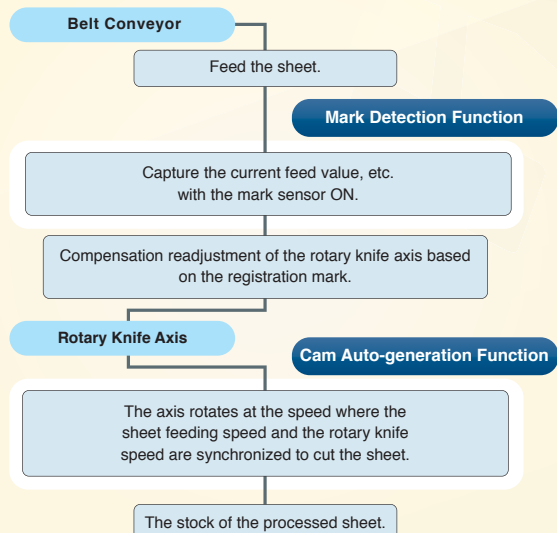 Belt Conveyor
Feed the sheet.
Mark Detection Function
Capture the current feed value, etc.
with the mark sensor ON.
Compensation readjustment of the rotary knife axis based
on the registration mark.
Rotary Knife Axis
Cam Auto-generation Function
The axis rotates at the speed where the
sheet feeding speed and the rotary knife
speed are synchronized to cut the sheet.
The stock of the processed sheet.